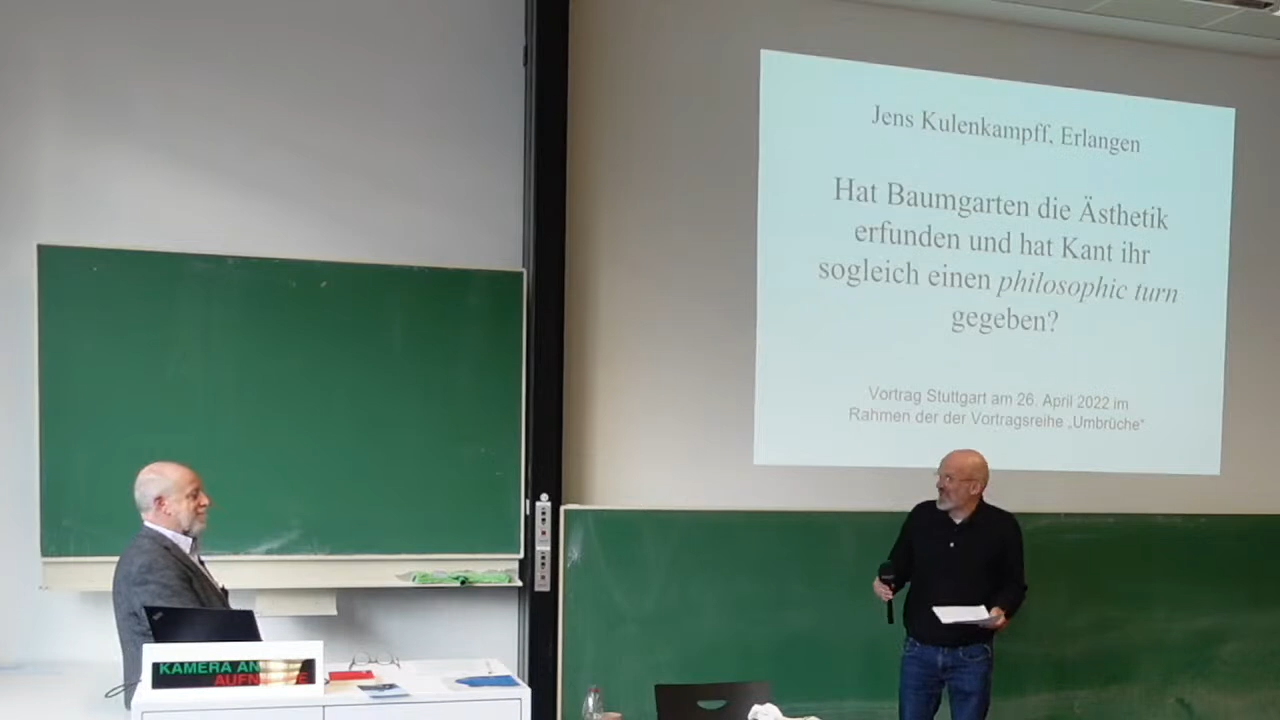 Jens Kulenkampff, Erlangen
Hat Baumgarten die Ästhetik
erfunden und hat Kant ihr
sogleich einen philosophic turn
gegeben?
Vortrag Stuttgart am 26. April 2022 im
Rahmen der der Vortragsreihe „Umbrüche“
KAMERA AN